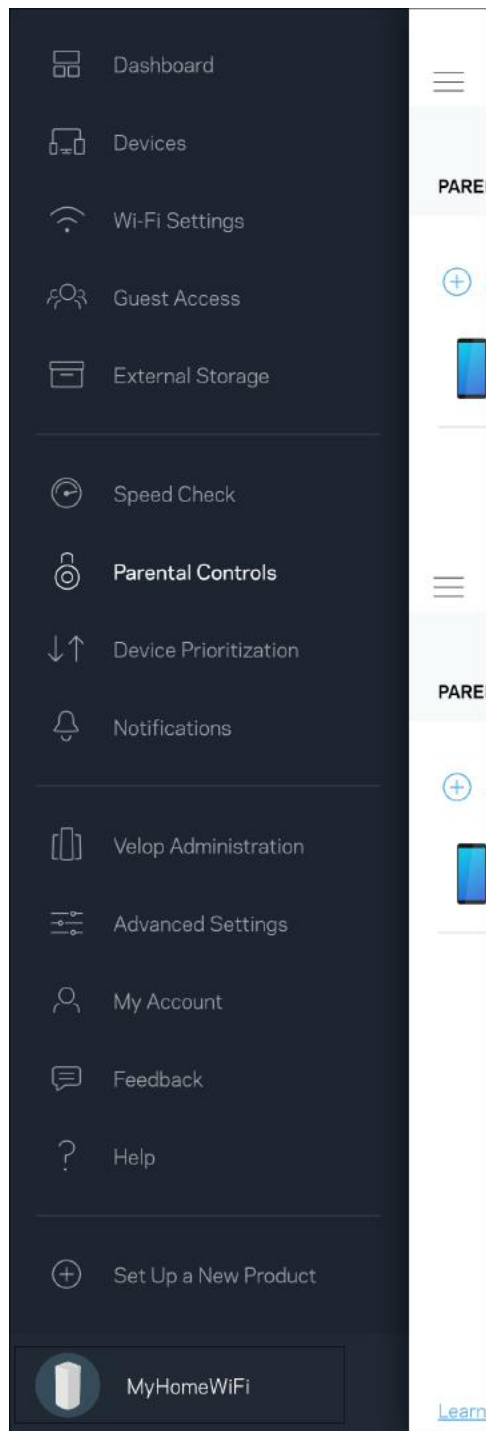 Dashboard
Devices
Wi-Fi Settings
Guest Access
External Storage
Speed Check
Parental Controls
Device Prioritization
Notifications
Velop Administration
Advanced Settings
My Account
Feedback
Help
Set Up a New Product
MyHomeWiFi
Learn